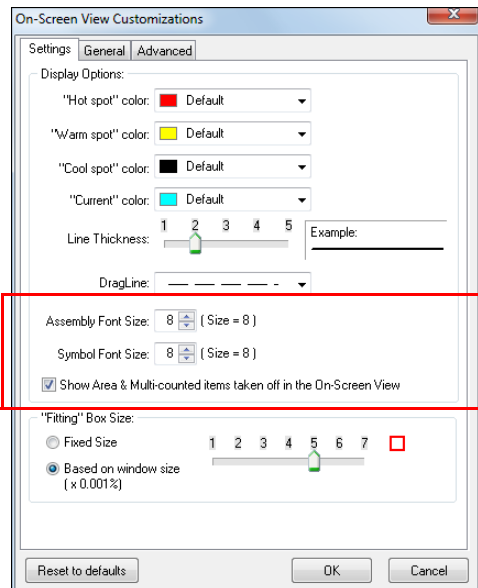 On-Screen View Customizations
Settings General Advanced
Display Options:
"Hot spot" color: Default
"Warm spot" color: Default
"Cool spot" color: Default
"Current" color: Default
1 2 3 4 5
Line Thickness:
Example:
DragLine:
Assembly Font Size: 8 ( Size = 8 )
Symbol Font Size: 8 ( Size = 8 )
Show Area & Multi-counted items taken off in the On-Screen View
"Fitting" Box Size:
Fixed Size 1 2 3 4 5 6 7
Based on window size
( x 0.001%)
Reset to defaults OK Cancel